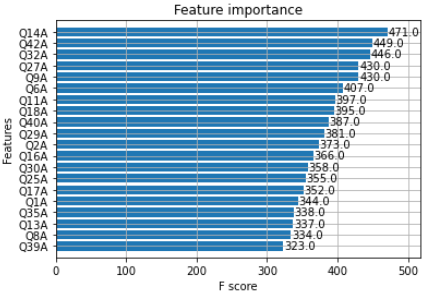 Feature importance
Q14A 471.0
Q42A 449.0
Q32A 446.0
Q27A 430.0
Q9A 430.0
Q6A 407.0
Q11A 397.0
Q18A 395.0
Q40A 387.0
Q29A 381.0
Q2A 373.0
Q16A 366.0
Q30A 358.0
Q25A 355.0
Q17A 352.0
Q1A 344.0
Q35A 338.0
Q13A 337.0
Q8A 334.0
Q39A 323.0
Features
0 100 200 300 400 500
F score